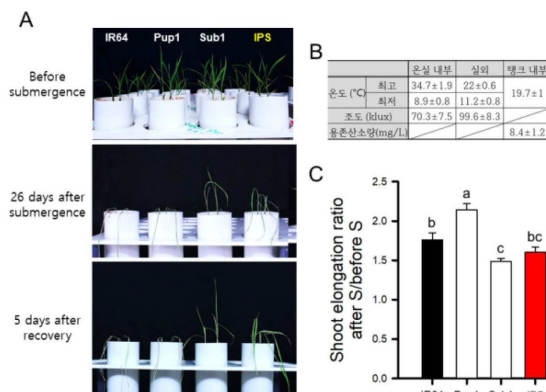 A
IR64 Pup1 Sub1 IPS
Before
submergence
26 days after
submergence
5 days after
recovery
B
온실 내부 실외 탱크 내부
온도 (°C) 최고 34.7±1.9 22±0.6 19.7±1
최저 8.9±0.8 11.2±0.8
조도 (klux) 70.3±7.5 99.6±8.3
용존산소량(mg/L) 8.4±1.2
C
Shoot elongation ratio
after S/before S
2.5
2.0
1.5
1.0
0.5
0.0
b
a
c
bc